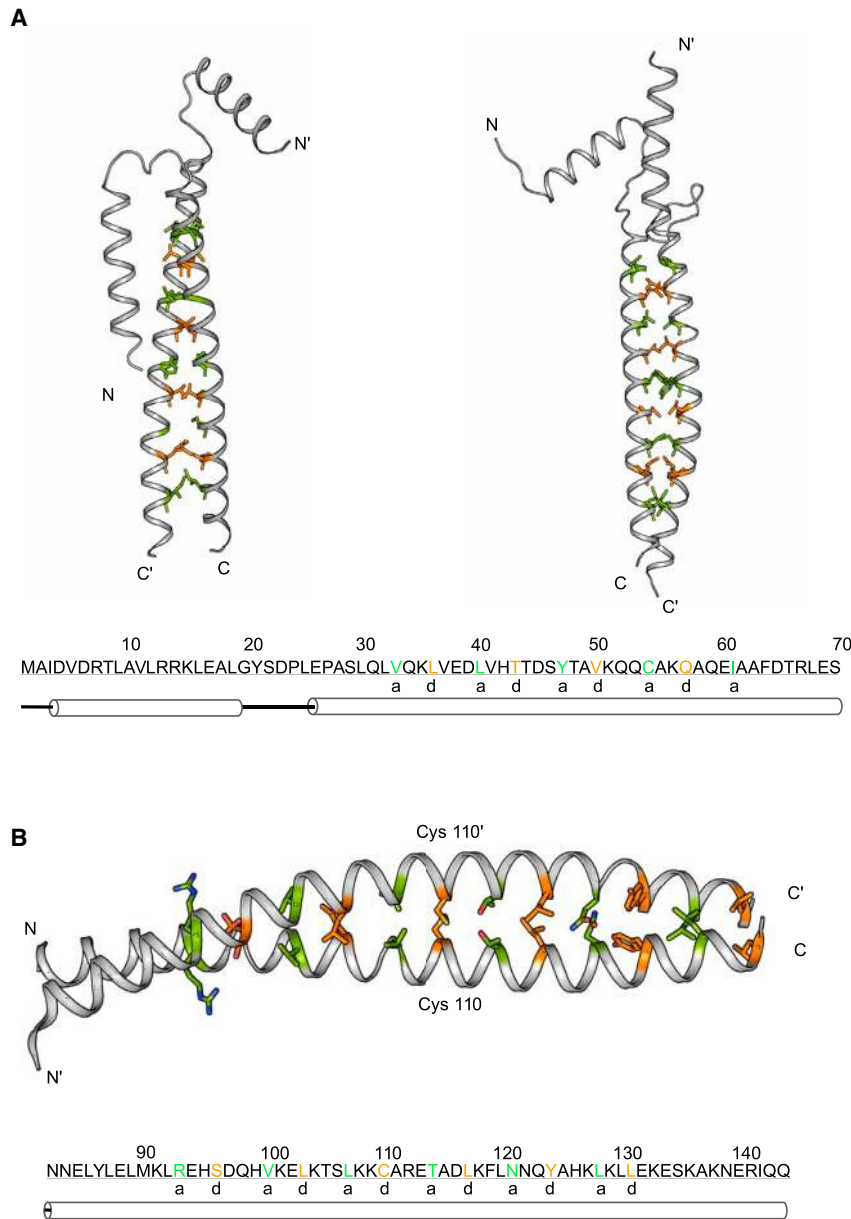 A
N'
N'
N
N
C' C
C
C'
10 20 30 40 50 60 70
MAIDVDRTLAVLRRKLEALGYSDPLEPASLQLVQKLVEDLVHTTDSYTAVKQQCAKQAQEIAAFDTRLES
a d a d a d a d a
B
Cys 110'
N
C'
C
Cys 110
N'
90 100 110 120 130 140
NNELYLELMKLREHSDQHVKELKTSLKKCARETADLKFLNNQYAHKLKLLEKESKAKNERIQQ
a d a d a d a d a d a d